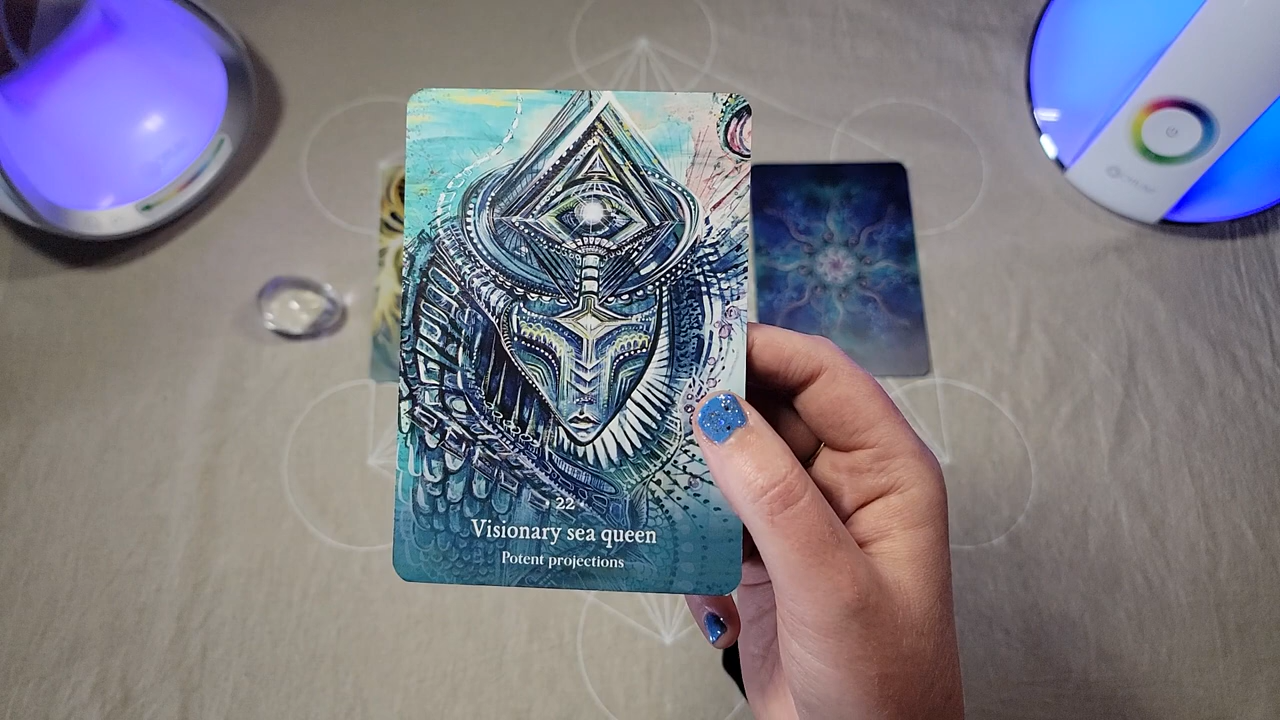 · 22 ·
Visionary sea queen
Potent projections